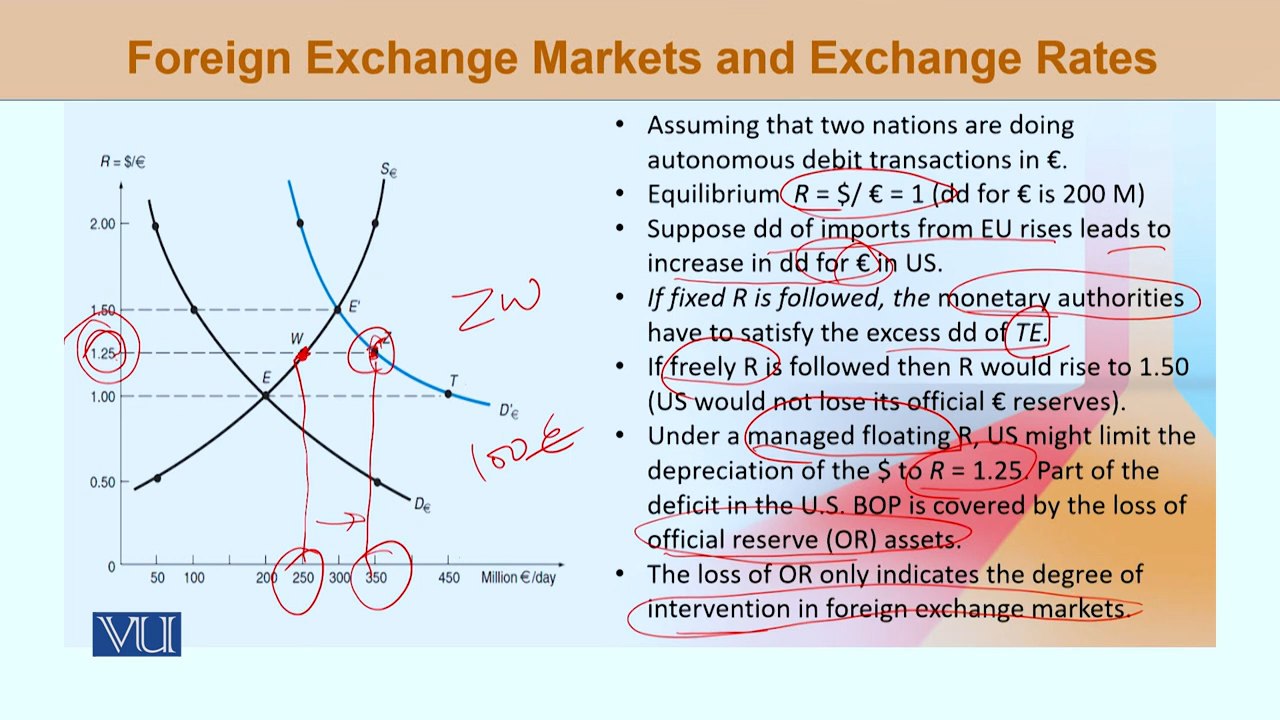 Foreign Exchange Markets and Exchange Rates
R = $/€
2.00
1.50
1.25
1.00
0.50
0
50 100 200 250 300 350 450 Million €/day
S€
E'
W
Z
E
T
D'€
D€
ZW
100 €
• Assuming that two nations are doing
autonomous debit transactions in €.
• Equilibrium R = $/ € = 1 (dd for € is 200 M)
• Suppose dd of imports from EU rises leads to
increase in dd for € in US.
• If fixed R is followed, the monetary authorities
have to satisfy the excess dd of TE.
• If freely R is followed then R would rise to 1.50
(US would not lose its official € reserves).
• Under a managed floating R, US might limit the
depreciation of the $ to R = 1.25. Part of the
deficit in the U.S. BOP is covered by the loss of
official reserve (OR) assets.
• The loss of OR only indicates the degree of
intervention in foreign exchange markets.
VU